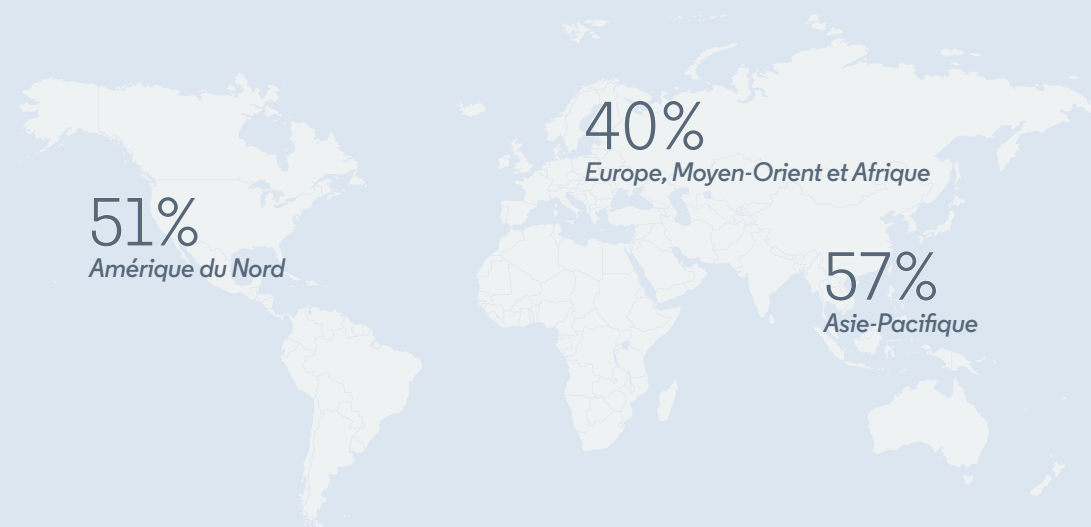 40%
Europe, Moyen-Orient et Afrique
51%
Amérique du Nord
57%
Asie-Pacifique